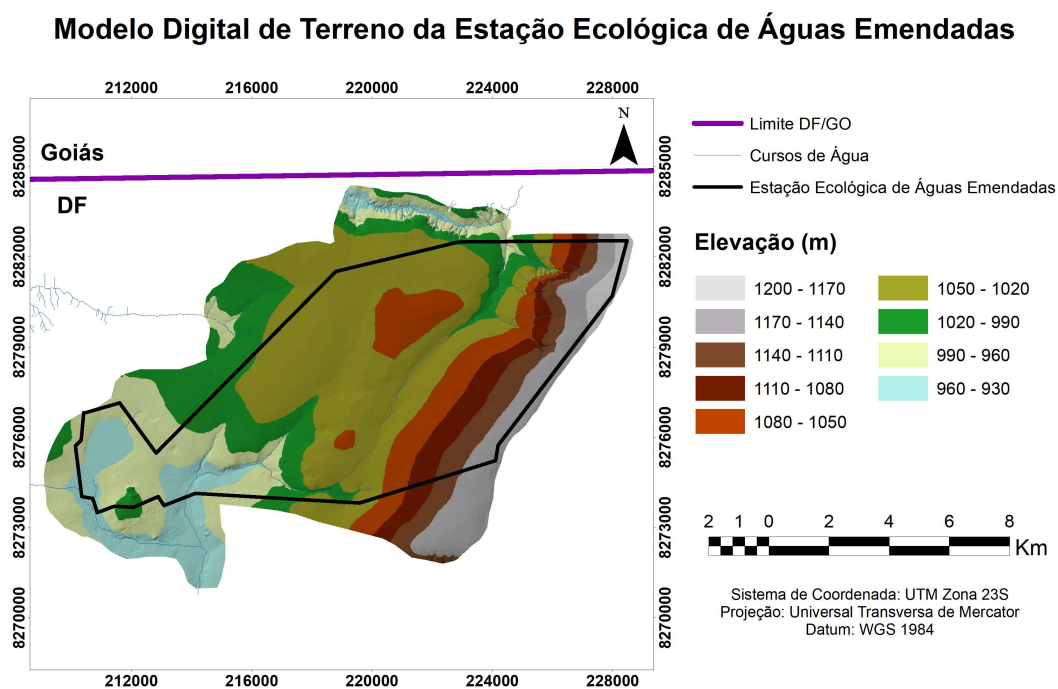 Modelo Digital de Terreno da Estação Ecológica de Águas Emendadas
212000 216000 220000 224000 228000
Goiás
DF
N
8285000 8282000 8279000 8276000 8273000 8270000
8285000 8282000 8279000 8276000 8273000 8270000
212000 216000 220000 224000 228000
Limite DF/GO
Cursos de Água
Estação Ecológica de Águas Emendadas
Elevação (m)
1200 - 1170
1170 - 1140
1140 - 1110
1110 - 1080
1080 - 1050
1050 - 1020
1020 - 990
990 - 960
960 - 930
2 1 0 2 4 6 8
Km
Sistema de Coordenada: UTM Zona 23S
Projeção: Universal Transversa de Mercator
Datum: WGS 1984